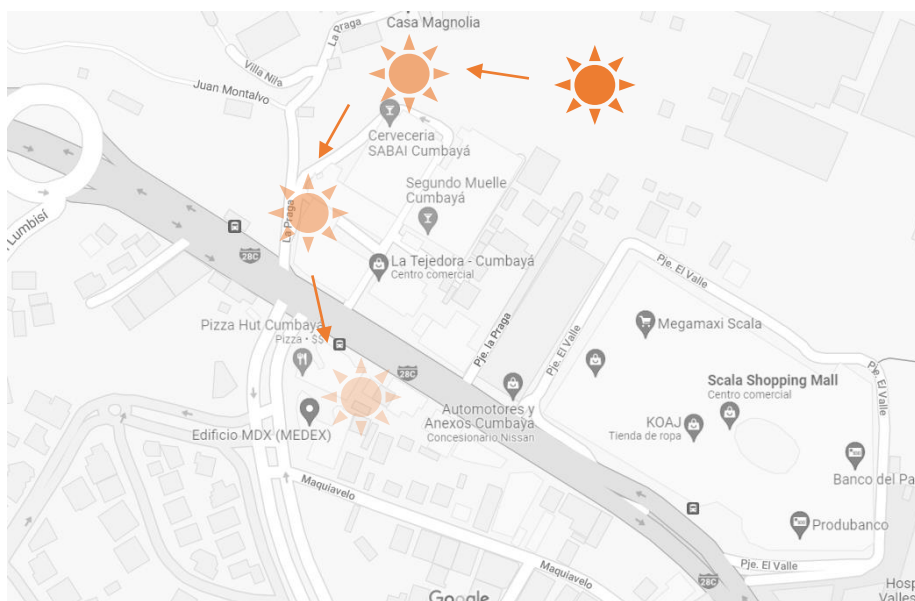 Casa Magnolia
La Praga
Villa Nila
Juan Montalvo
Cerveceria
SABAI Cumbayá
Segundo Muelle
Cumbayá
Lumbisí
La Praga
28C
La Tejedora - Cumbayá
Centro comercial
Pje. El Valle
Pizza Hut Cumbaya
Pizza • $$
Pje. la Praga
Pje. El Valle
Megamaxi Scala
28C
Pje. El Valle
Scala Shopping Mall
Centro comercial
Automotores y
Anexos Cumbaya
Concesionario Nissan
KOAJ
Tienda de ropa
Edificio MDX (MEDEX)
Banco del Pa
Maquiavelo
Produbanco
Maquiavelo
Pje. El Valle
28C
Google
Hosp
Valles